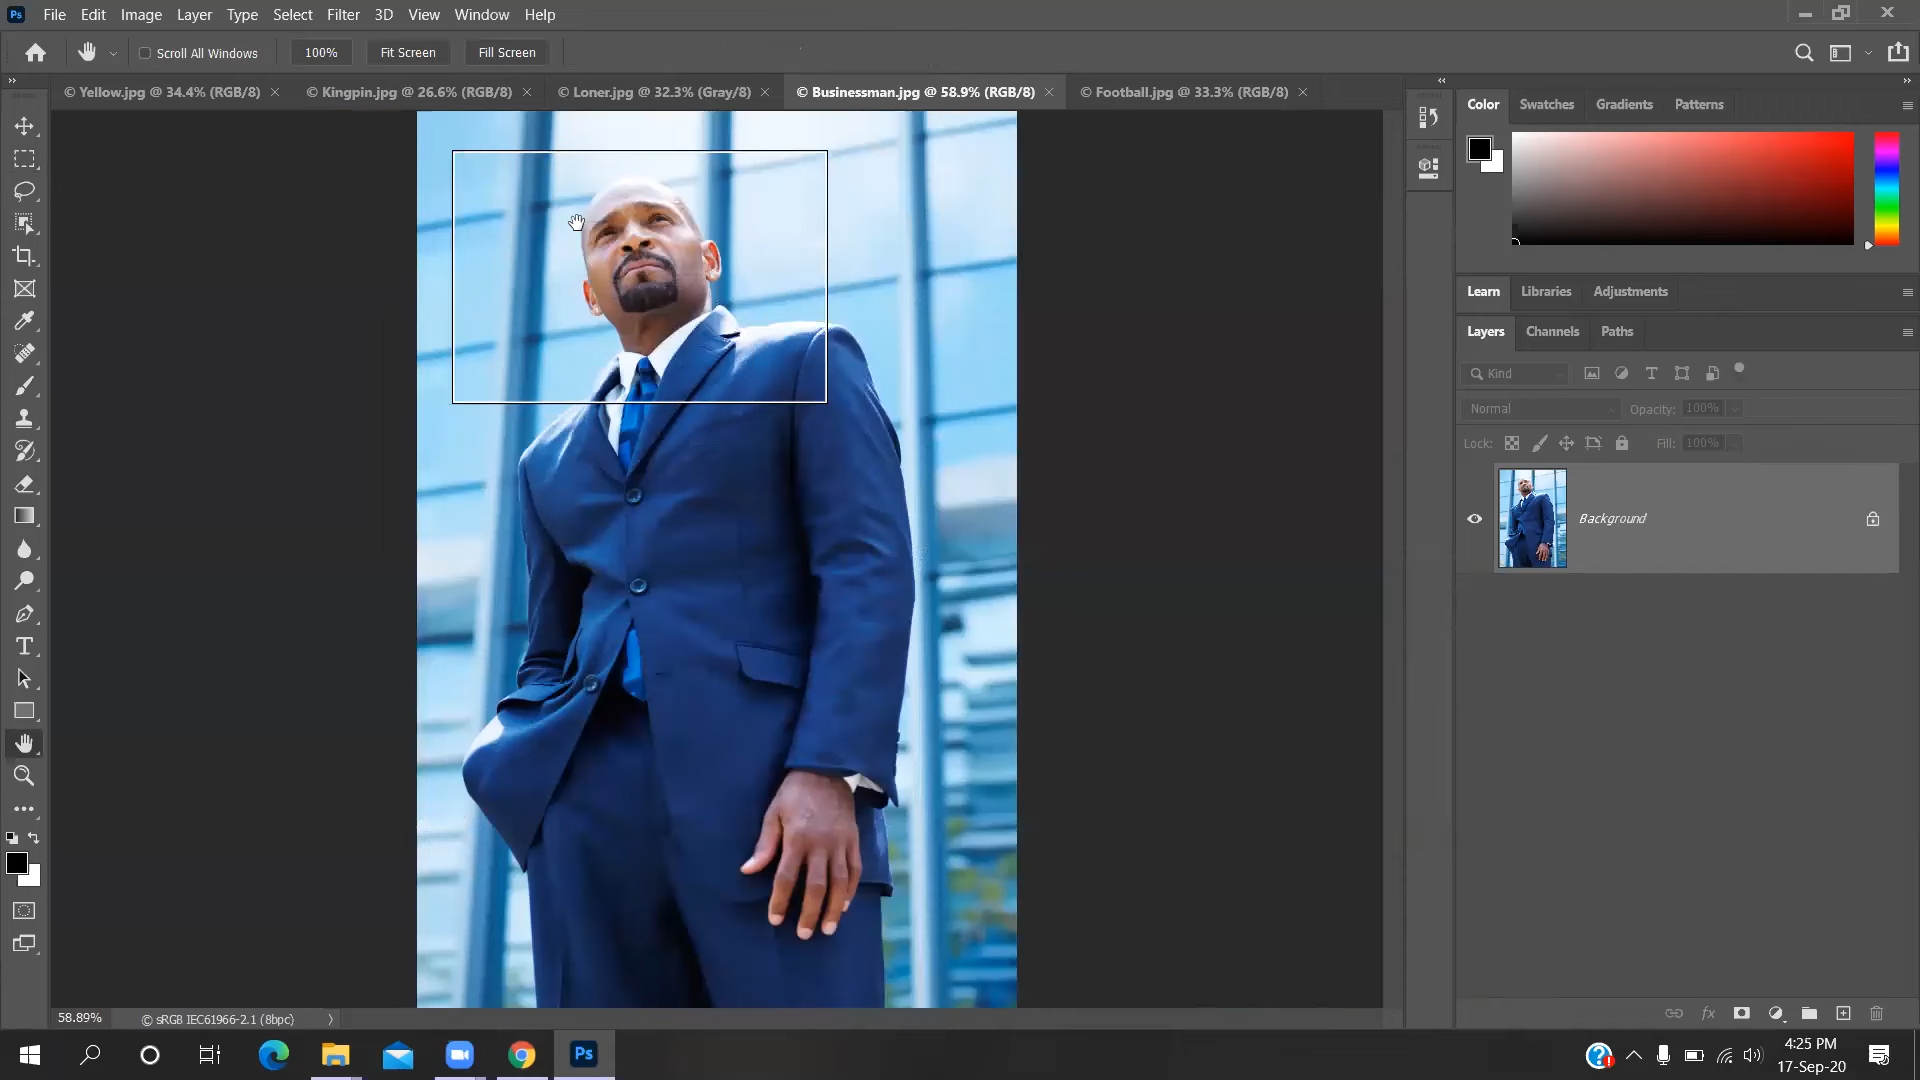 Ps File Edit Image Layer Type Select Filter 3D View Window Help
Scroll All Windows 100% Fit Screen Fill Screen
© Yellow.jpg @ 34.4% (RGB/8) © Kingpin.jpg @ 26.6% (RGB/8) © Loner.jpg @ 32.3% (Gray/8) © Businessman.jpg @ 58.9% (RGB/8) © Football.jpg @ 33.3% (RGB/8)
Color Swatches Gradients Patterns
Learn Libraries Adjustments
Layers Channels Paths
Kind
Normal Opacity: 100%
Lock: Fill: 100%
Background
58.89% © sRGB IEC61966-2.1 (8bpc)
Ps
4:25 PM
17-Sep-20